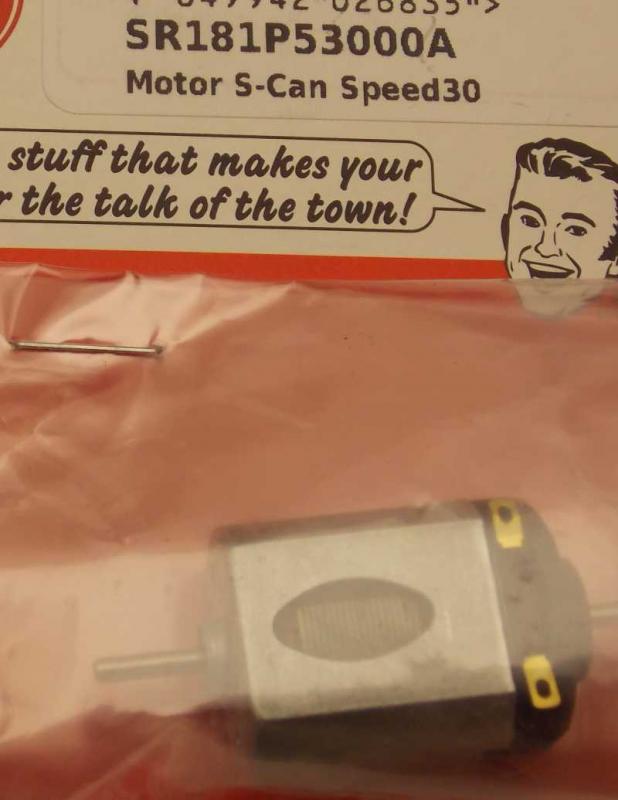 SR181P53000A
Motor S-Can Speed30
stuff that makes your
the talk of the town!